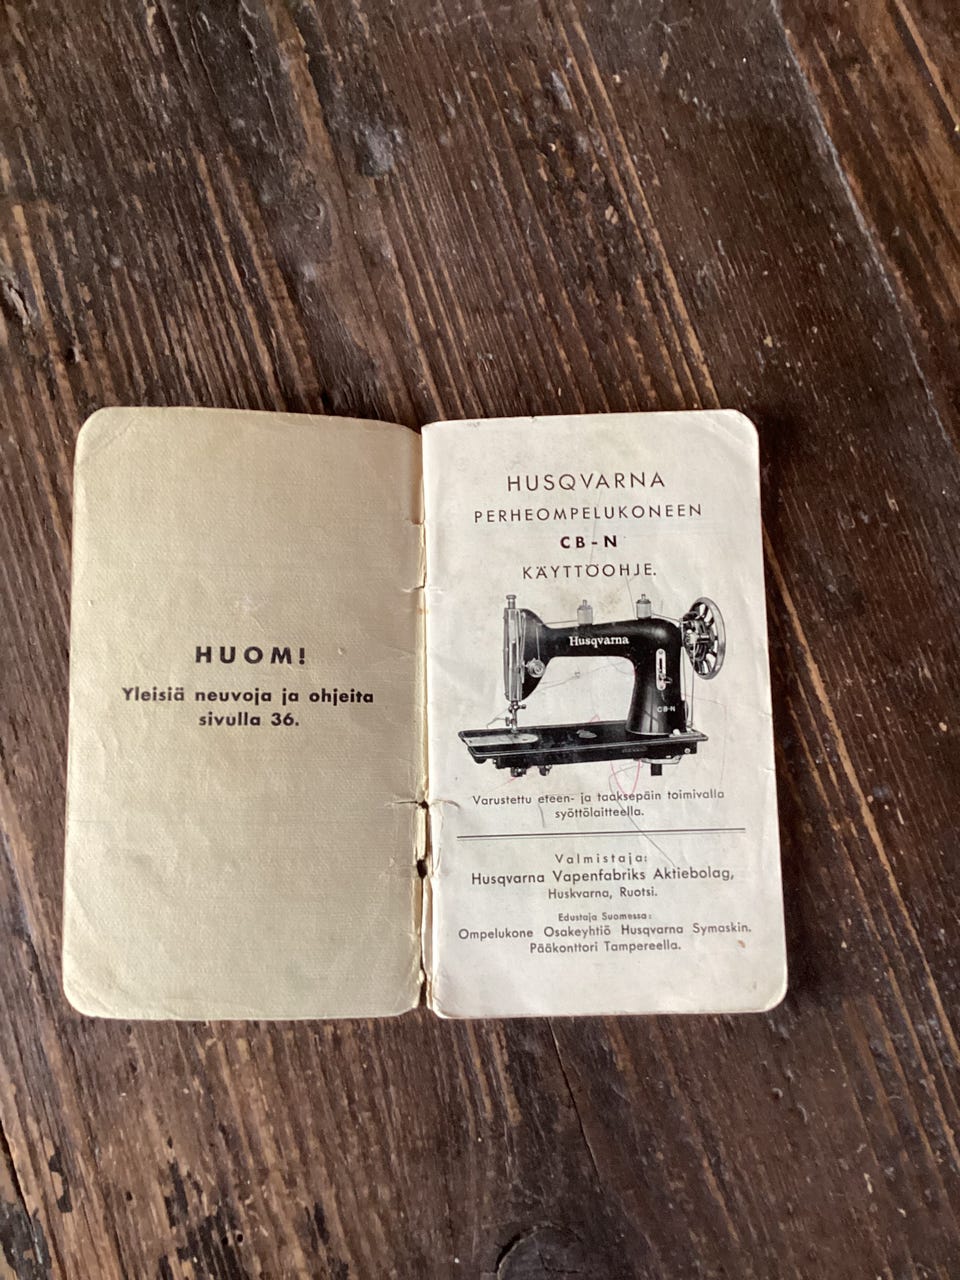 HUOM!
Yleisiä neuvoja ja ohjeita
sivulla 36.
HUSQVARNA
PERHEOMPELUKONEEN
CB-N
KÄYTTÖOHJE.
Husqvarna
CB-N
Varustettu eteen- ja taaksepäin toimivalla
syöttölaitteella.
Valmistaja:
Husqvarna Vapenfabriks Aktiebolag,
Huskvarna, Ruotsi.
Edustaja Suomessa:
Ompelukone Osakeyhtiö Husqvarna Symaskin.
Pääkonttori Tampereella.